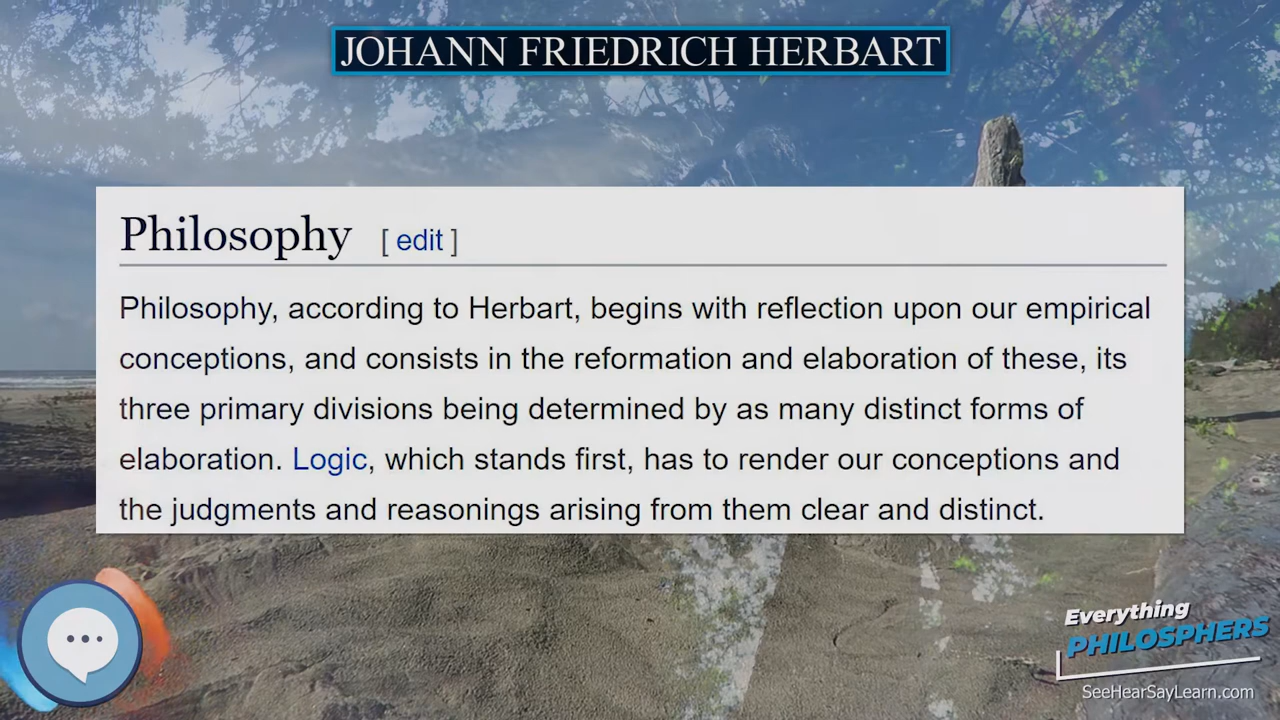 JOHANN FRIEDRICH HERBART
Philosophy [ edit ]
Philosophy, according to Herbart, begins with reflection upon our empirical
conceptions, and consists in the reformation and elaboration of these, its
three primary divisions being determined by as many distinct forms of
elaboration. Logic, which stands first, has to render our conceptions and
the judgments and reasonings arising from them clear and distinct.
Everything
PHILOSPHERS
SeeHearSayLearn.com